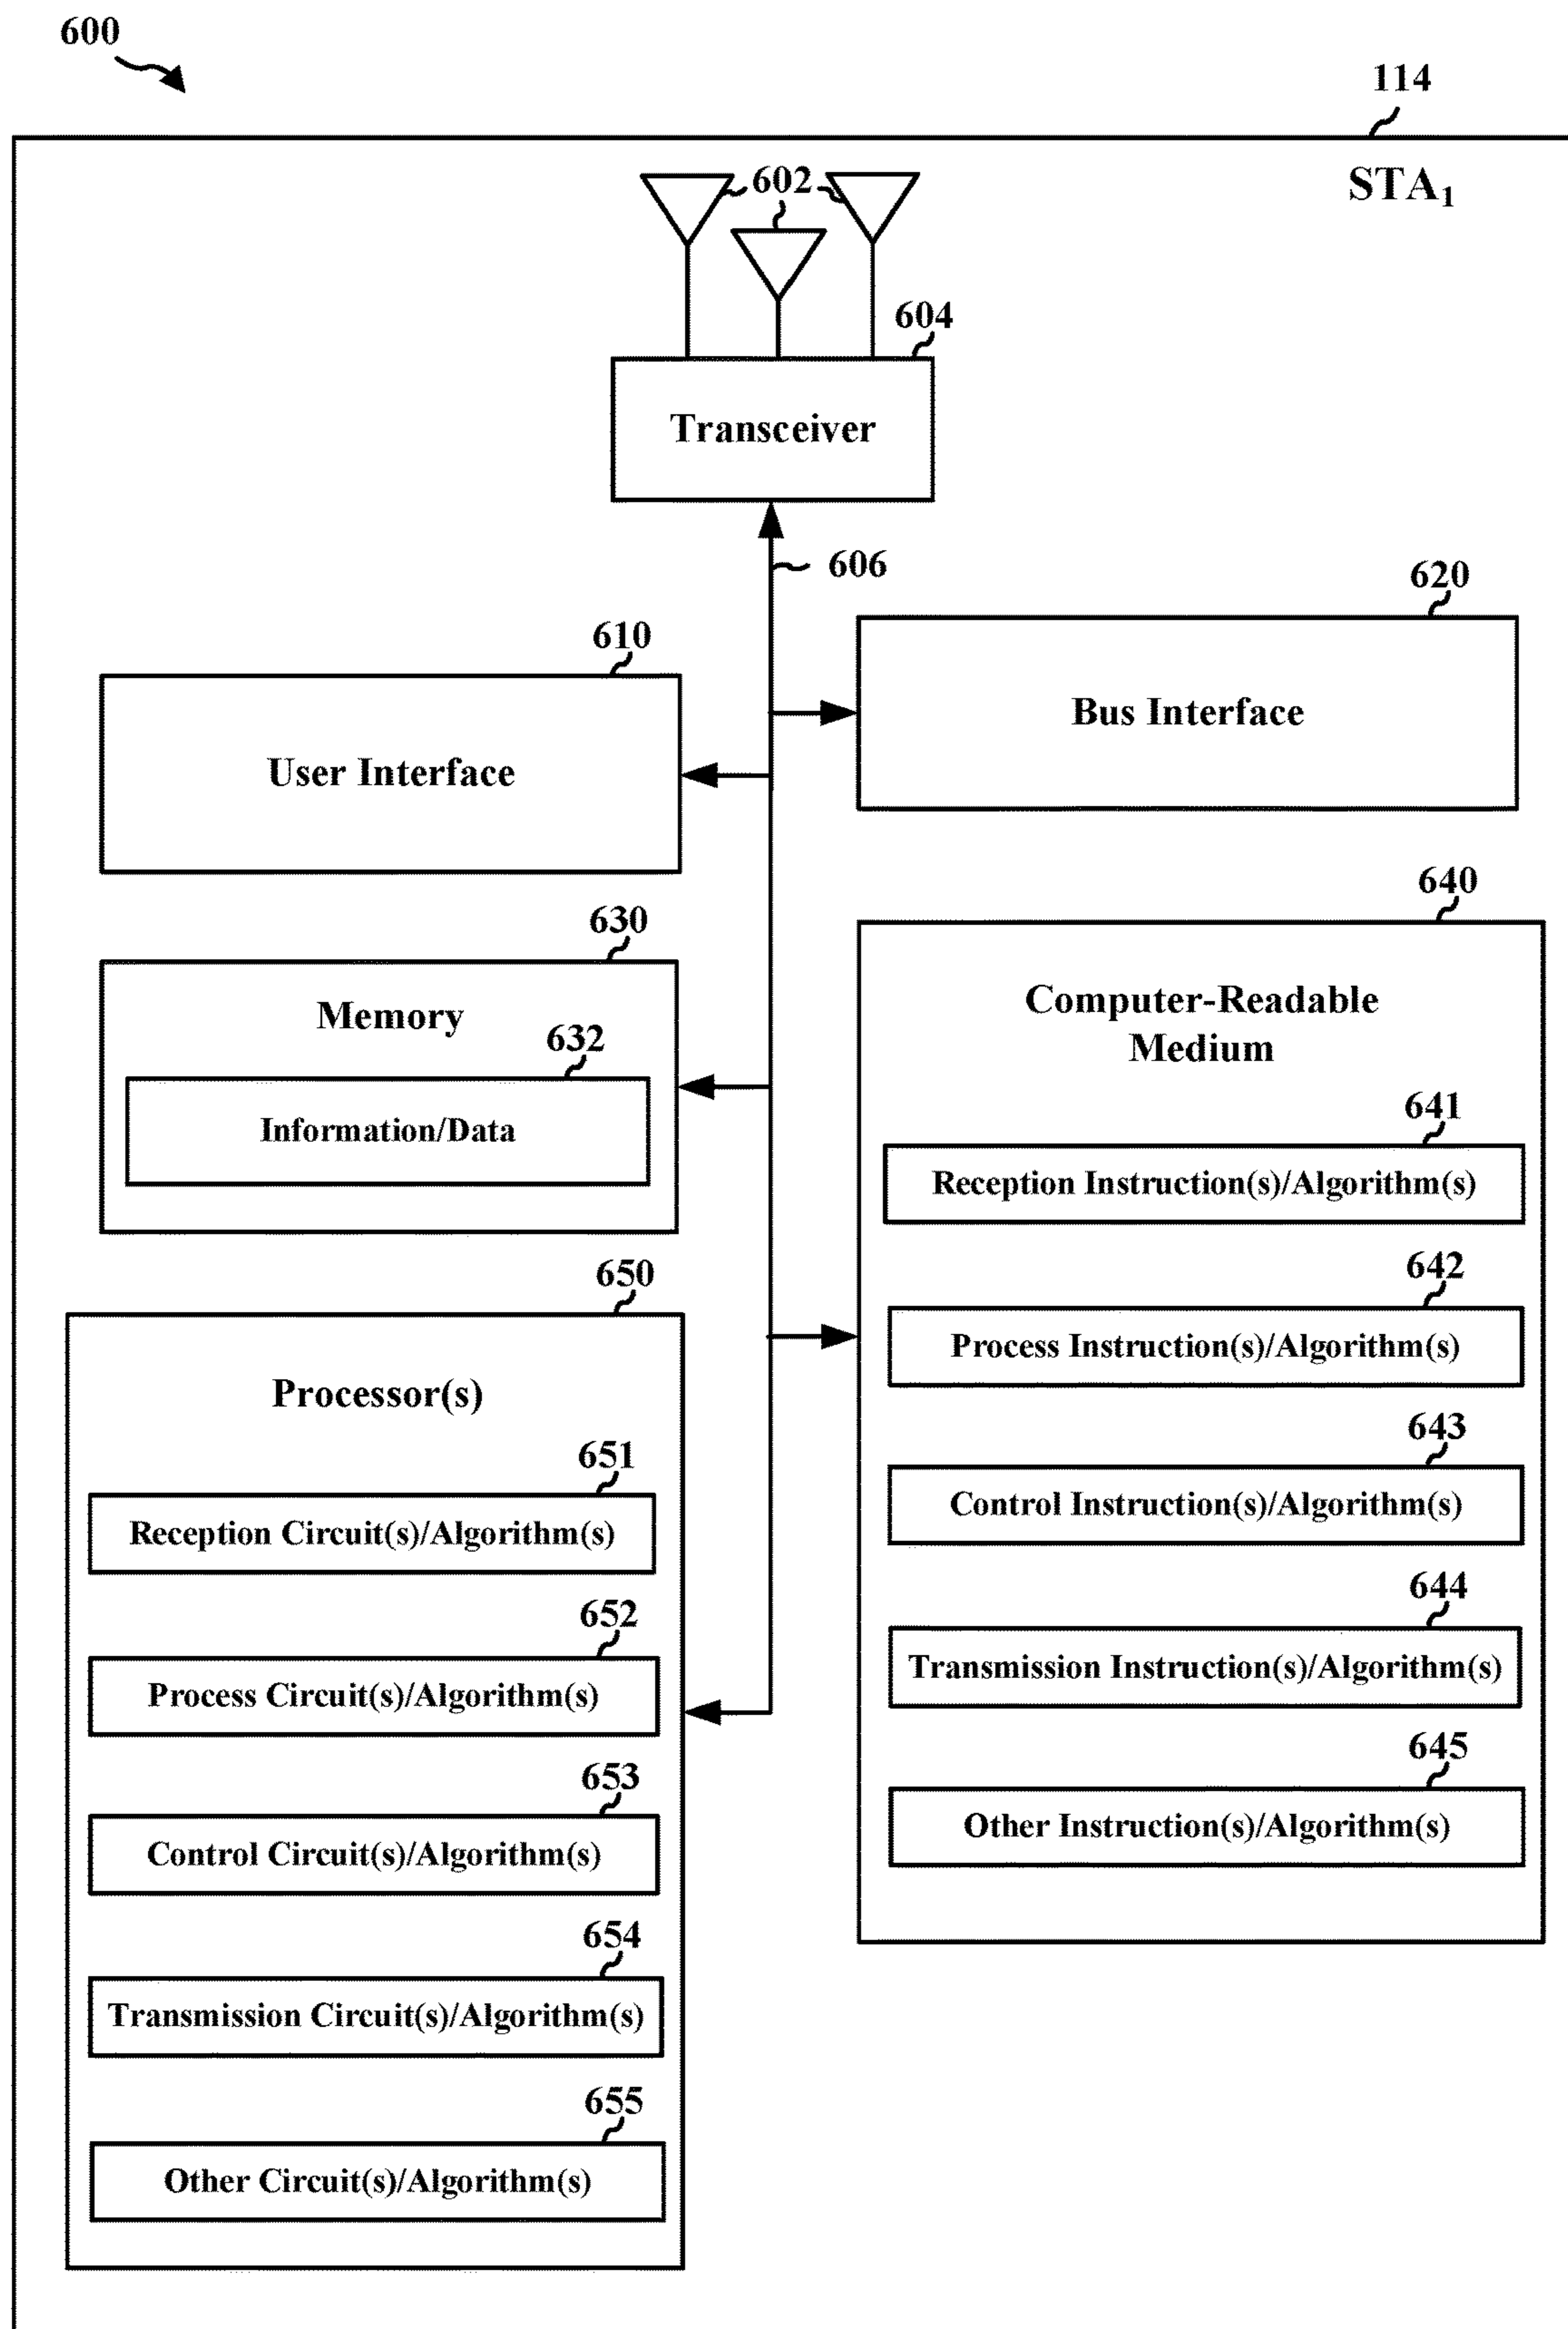 600
114
STA₁
602
604
Transceiver
606
620
Bus Interface
610
User Interface
630
Memory
632
Information/Data
640
Computer-Readable
Medium
641
Reception Instruction(s)/Algorithm(s)
642
Process Instruction(s)/Algorithm(s)
643
Control Instruction(s)/Algorithm(s)
644
Transmission Instruction(s)/Algorithm(s)
645
Other Instruction(s)/Algorithm(s)
650
Processor(s)
651
Reception Circuit(s)/Algorithm(s)
652
Process Circuit(s)/Algorithm(s)
653
Control Circuit(s)/Algorithm(s)
654
Transmission Circuit(s)/Algorithm(s)
655
Other Circuit(s)/Algorithm(s)